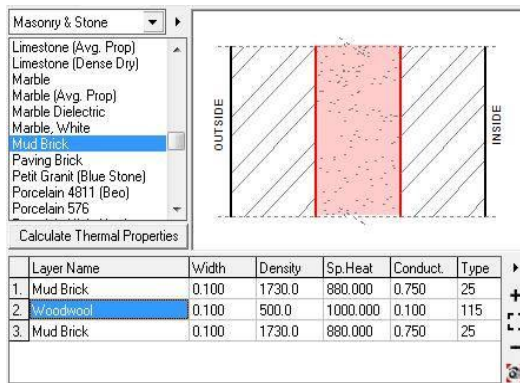 Masonry & Stone
Limestone (Avg. Prop)
Limestone (Dense Dry)
Marble
Marble (Avg. Prop)
Marble Dielectric
Marble, White
Mud Brick
Paving Brick
Petit Granit (Blue Stone)
Porcelain 4811 (Beo)
Porcelain 576
Calculate Thermal Properties
OUTSIDE
INSIDE
Layer Name Width Density Sp.Heat Conduct. Type
1. Mud Brick 0.100 1730.0 880.000 0.750 25
2. Woodwool 0.100 500.0 1000.000 0.100 115
3. Mud Brick 0.100 1730.0 880.000 0.750 25